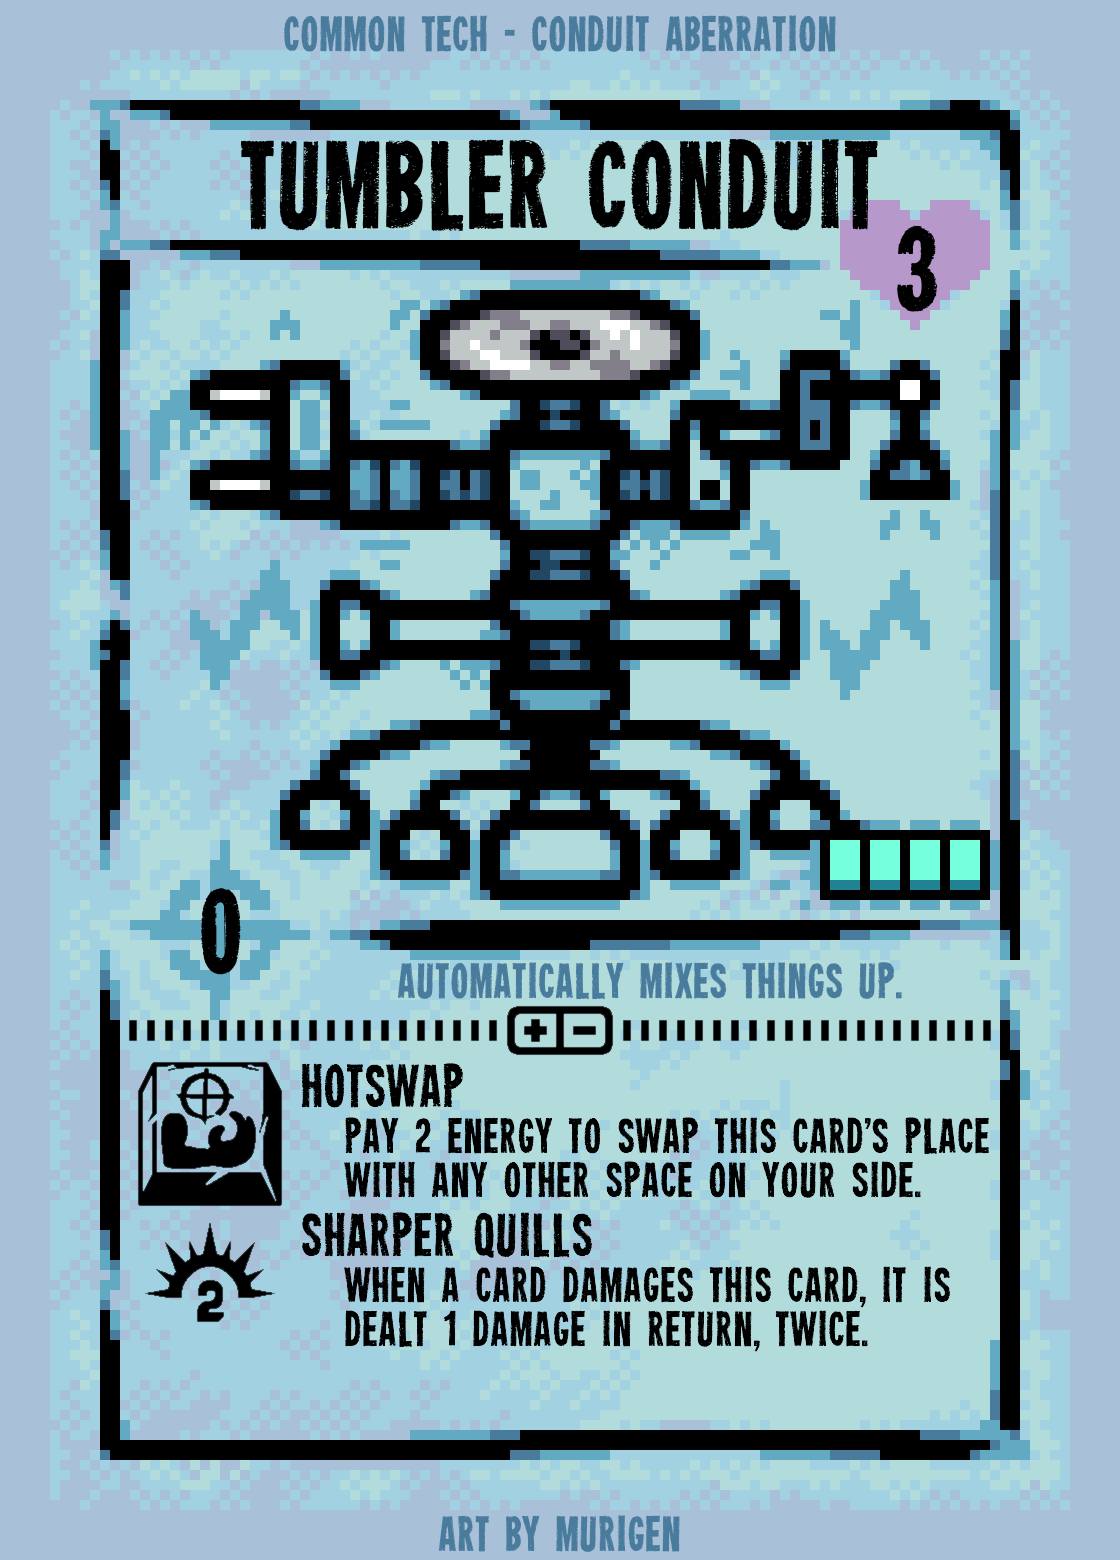 COMMON TECH - CONDUIT ABERRATION
TUMBLER CONDUIT
3
0
AUTOMATICALLY MIXES THINGS UP.
HOTSWAP
PAY 2 ENERGY TO SWAP THIS CARD'S PLACE
WITH ANY OTHER SPACE ON YOUR SIDE.
SHARPER QUILLS
2
WHEN A CARD DAMAGES THIS CARD, IT IS
DEALT 1 DAMAGE IN RETURN, TWICE.
ART BY MURIGEN